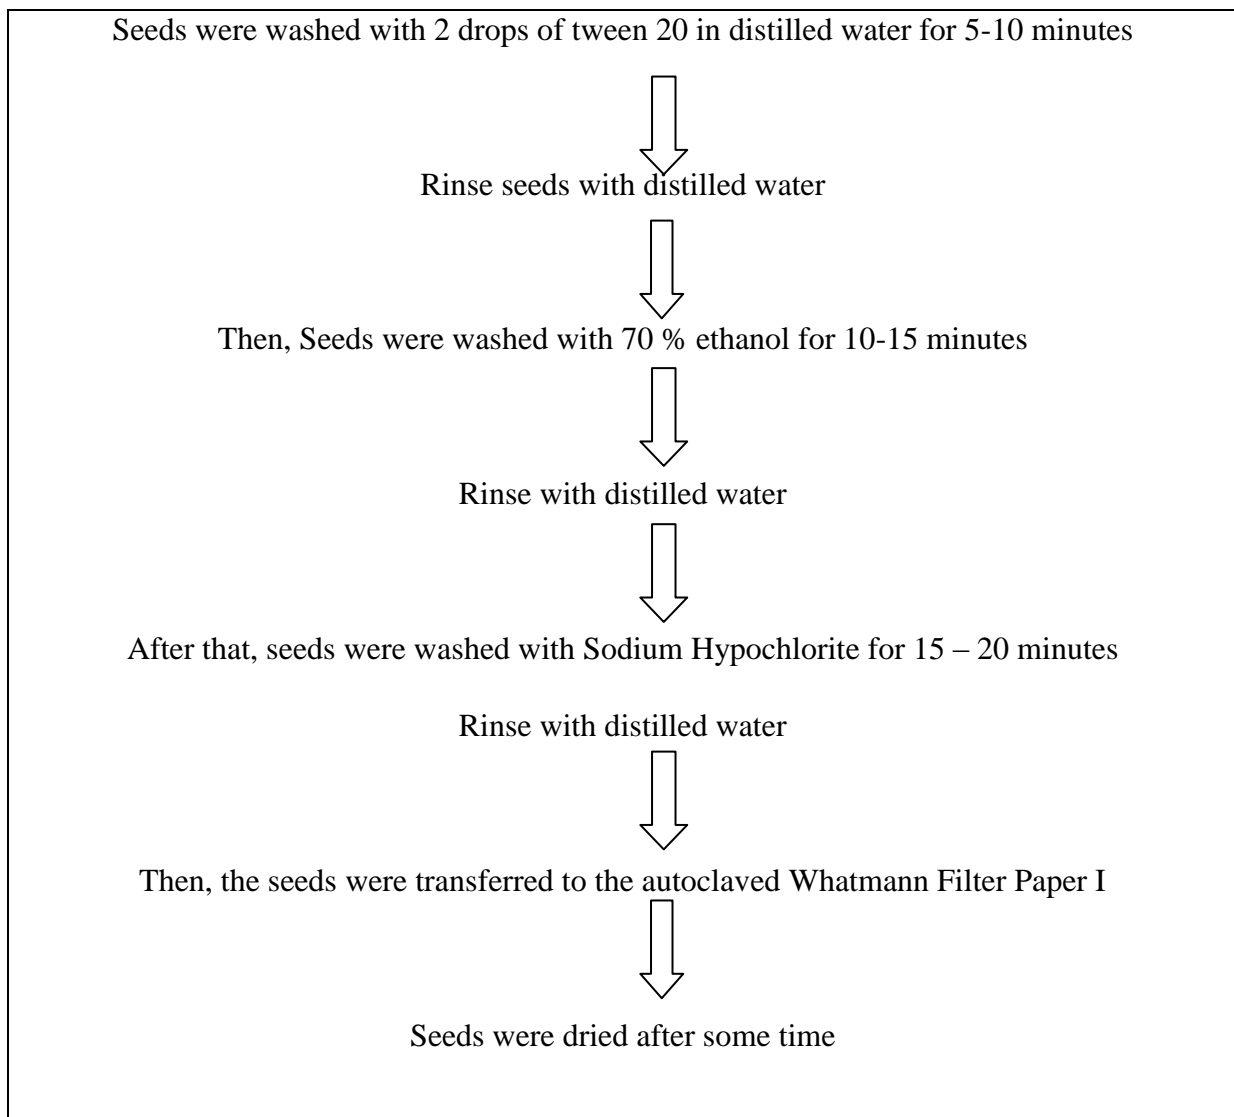 Seeds were washed with 2 drops of tween 20 in distilled water for 5-10 minutes
Rinse seeds with distilled water
Then, Seeds were washed with 70 % ethanol for 10-15 minutes
Rinse with distilled water
After that, seeds were washed with Sodium Hypochlorite for 15 – 20 minutes
Rinse with distilled water
Then, the seeds were transferred to the autoclaved Whatmann Filter Paper I
Seeds were dried after some time